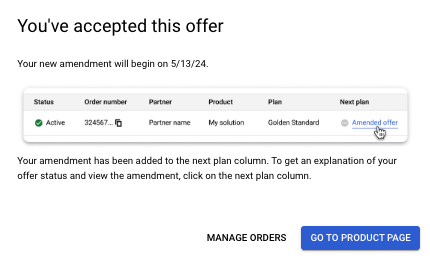 You've accepted this offer
Your new amendment will begin on 5/13/24.
Status Order number Partner Product Plan Next plan
Active 324567... Partner name My solution Golden Standard Amended offer
Your amendment has been added to the next plan column. To get an explanation of your
offer status and view the amendment, click on the next plan column.
MANAGE ORDERS GO TO PRODUCT PAGE